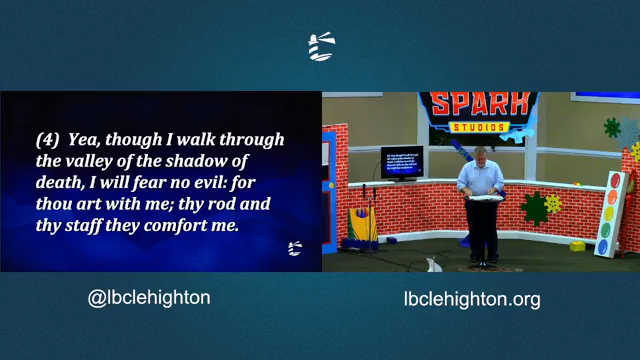 (4) Yea, though I walk through
the valley of the shadow of
death, I will fear no evil: for
thou art with me; thy rod and
thy staff they comfort me.
SPARK
STUDIOS
@lbclehighton
lbclehighton.org